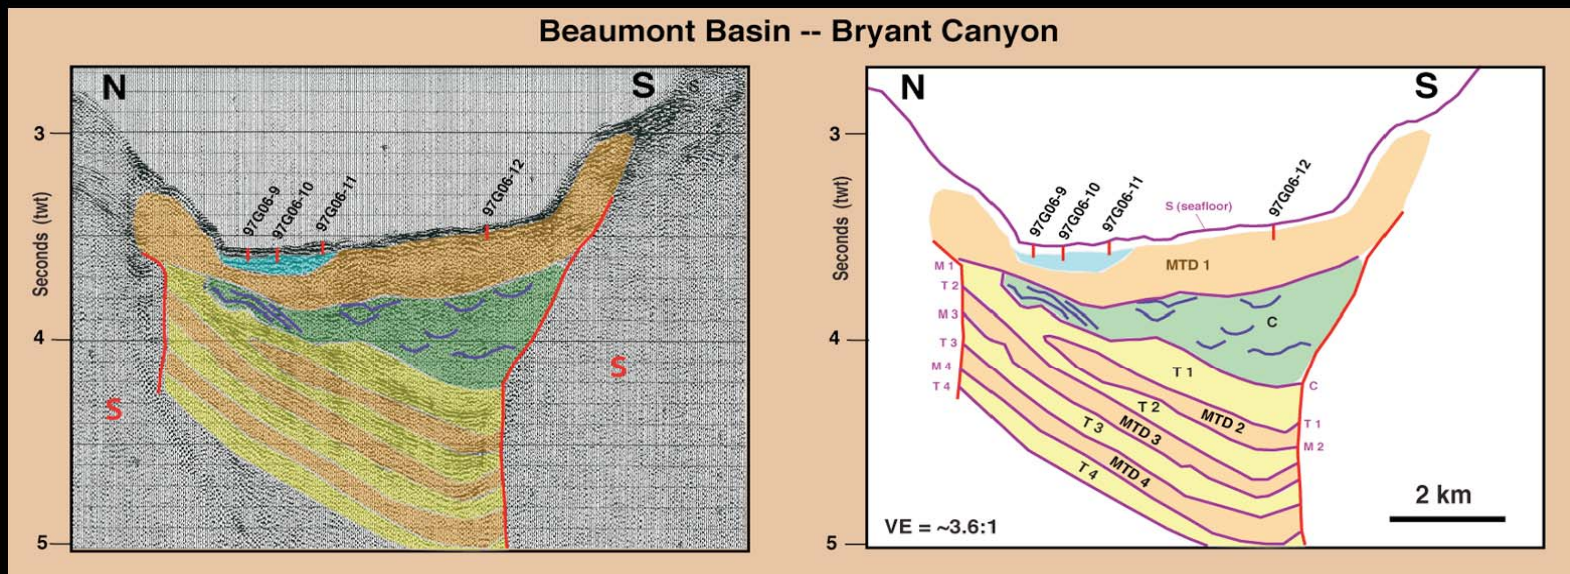 Beaumont Basin -- Bryant Canyon
N
S
S
3
4
5
Seconds (twt)
97G06-9
97G06-10
97G06-11
97G06-12
S
S
N
S
3
4
5
Seconds (twt)
97G06-9
97G06-10
97G06-11
S (seafloor)
97G06-12
MTD 1
M 1
T 2
M 3
T 3
M 4
T 4
C
C
T 1
T 1
M 2
T 2
MTD 2
T 3
MTD 3
T 4
MTD 4
2 km
VE = ~3.6:1